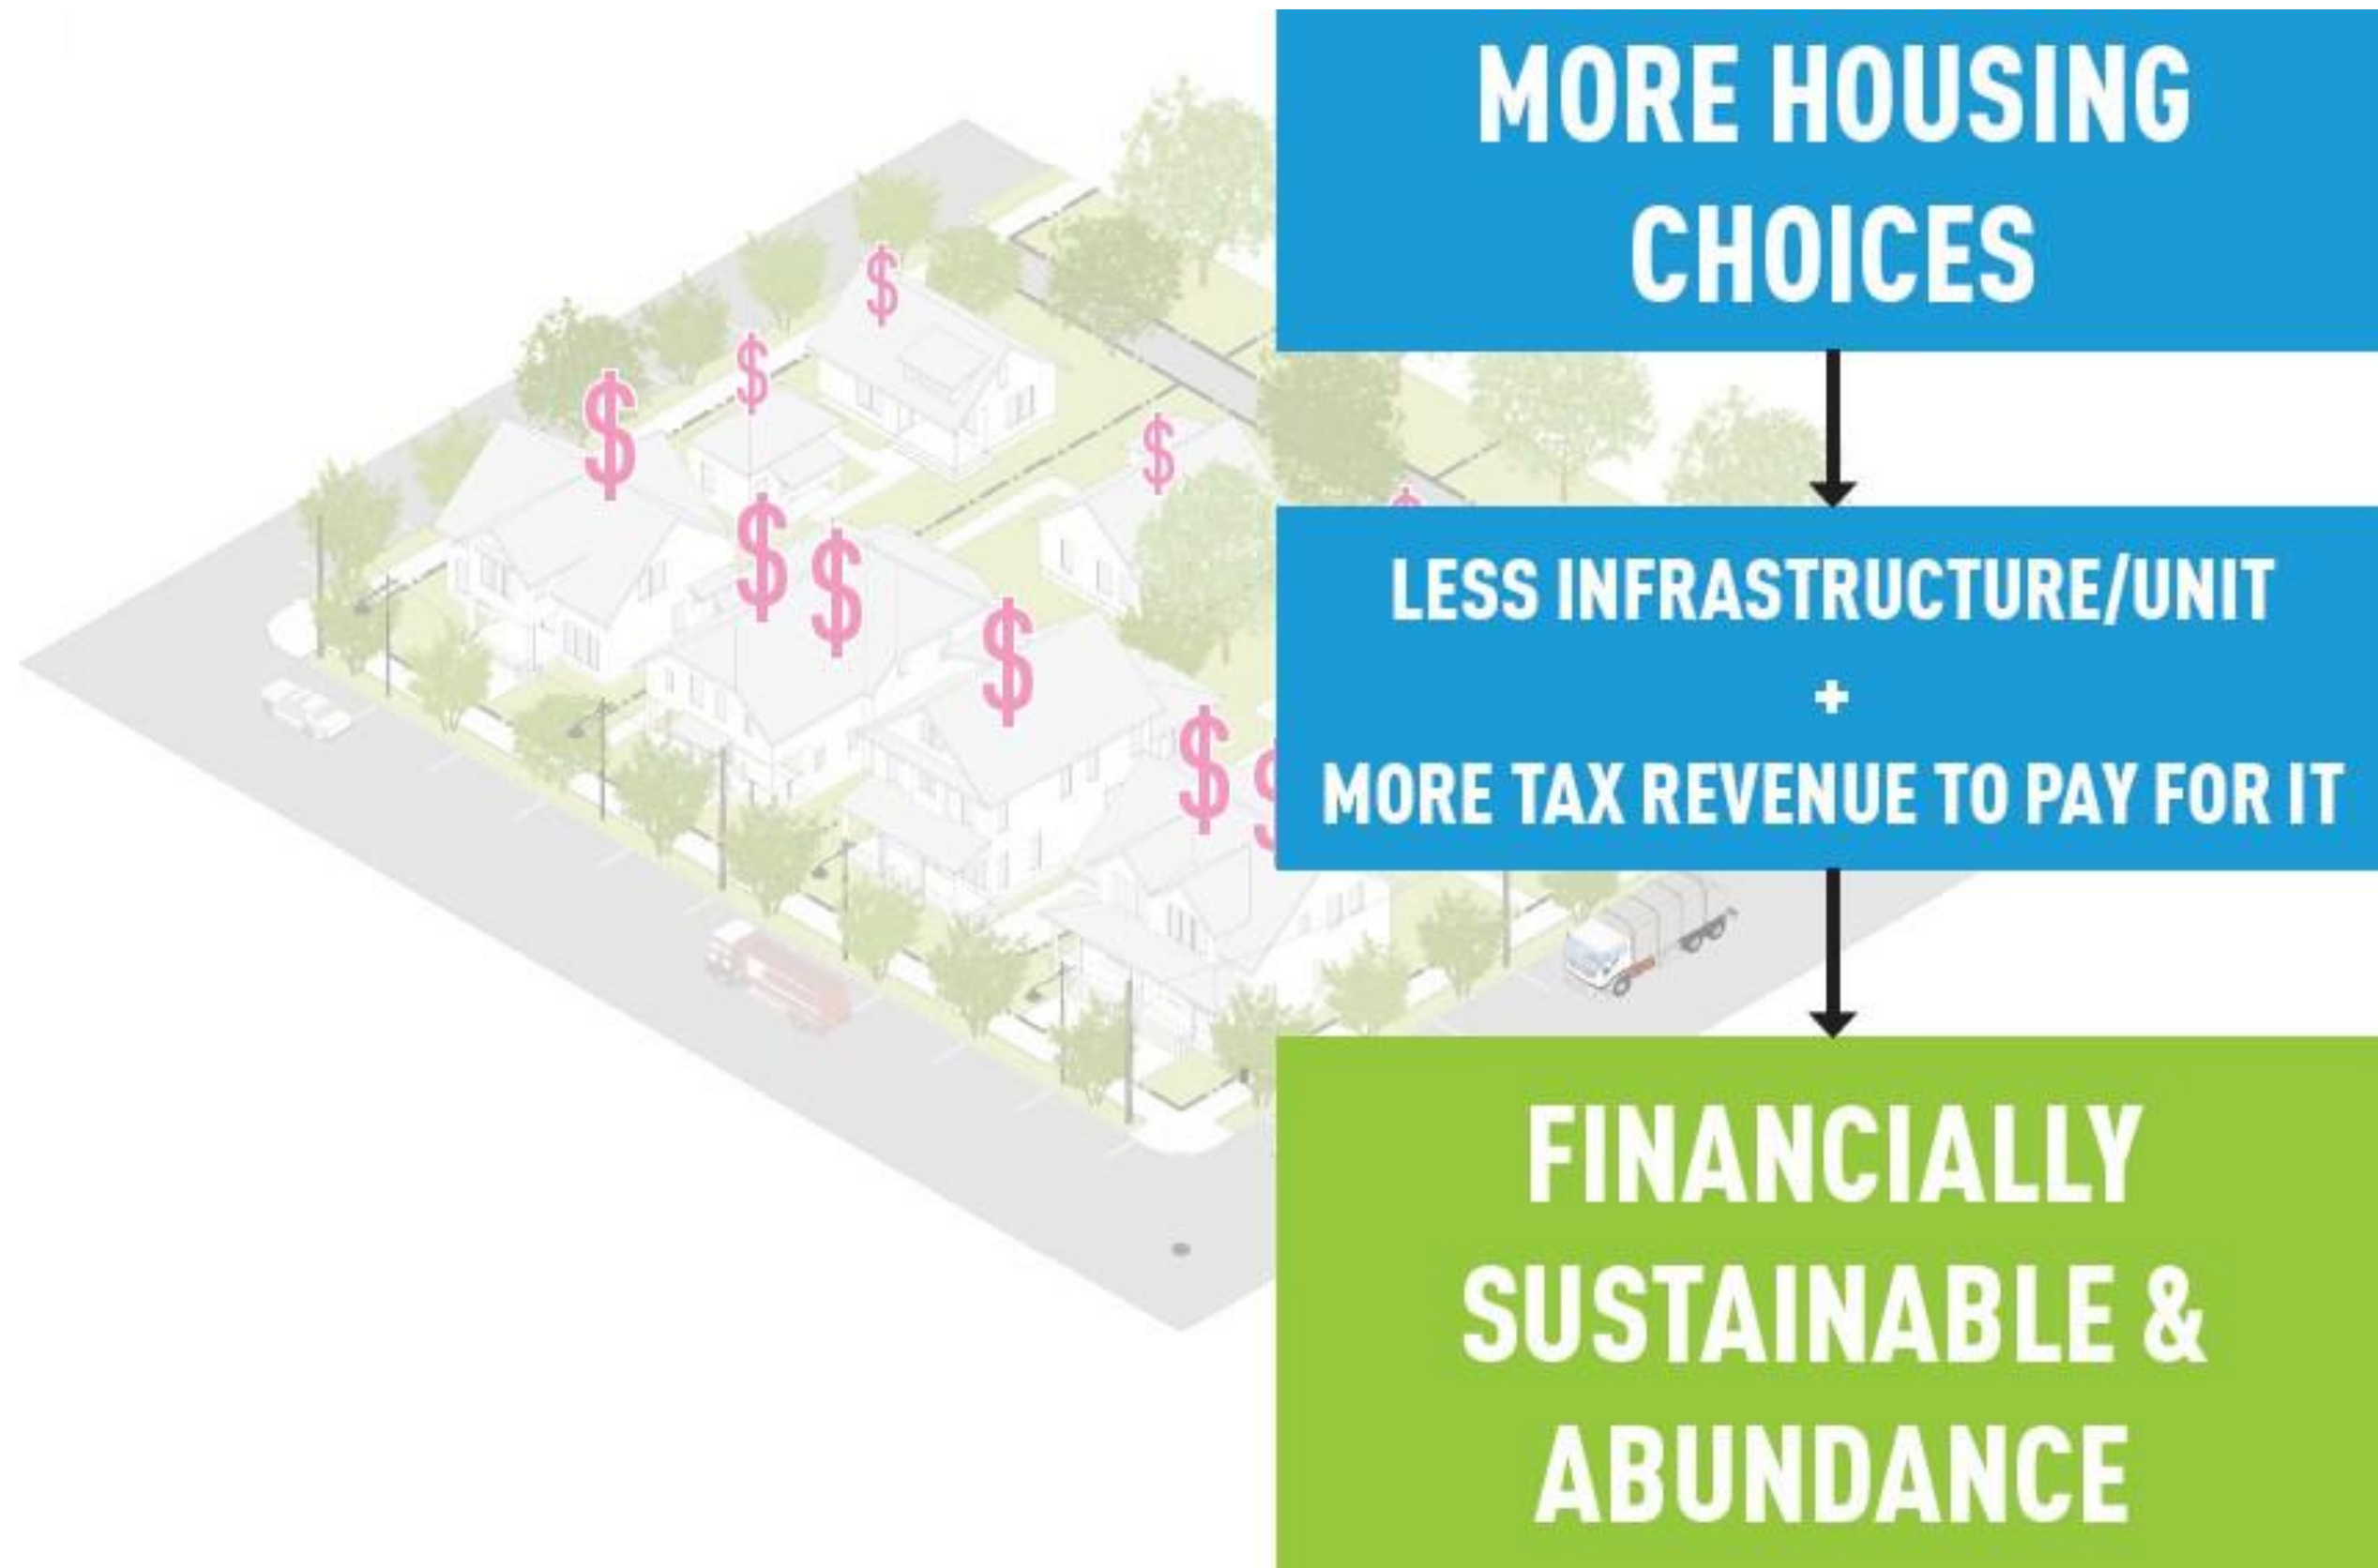 MORE HOUSING
CHOICES
$
$
$
$
$
$
$
$
$
LESS INFRASTRUCTURE/UNIT
+
MORE TAX REVENUE TO PAY FOR IT
FINANCIALLY
SUSTAINABLE &
ABUNDANCE